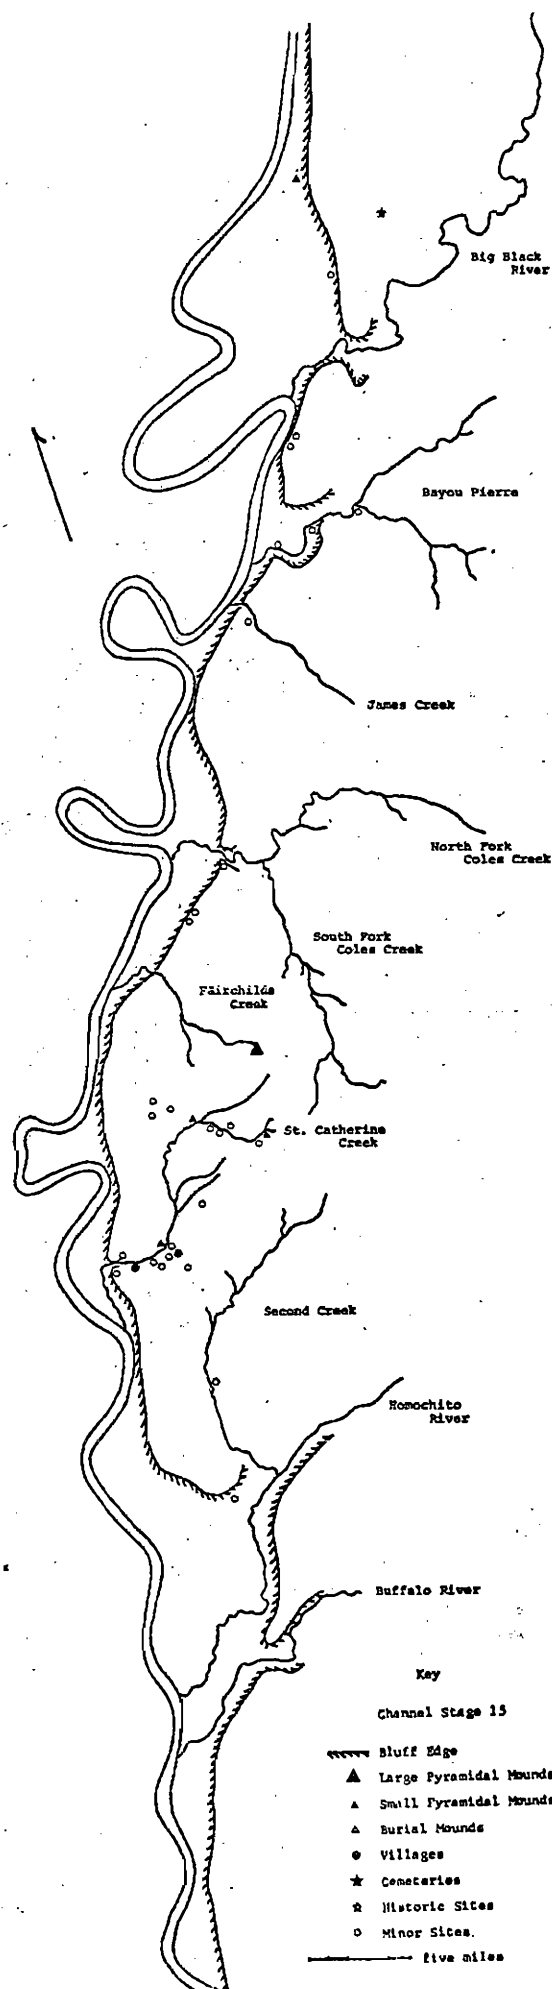 Big Black
River
Bayou Pierre
James Creek
North Fork
Coles Creek
South Fork
Coles Creek
Fairchilds
Creek
St. Catherine
Creek
Second Creek
Homochito
River
Buffalo River
Key
Channel Stage 15
Bluff Edge
Large Pyramidal Mounds
Small Pyramidal Mounds
Burial Mounds
Villages
Cemeteries
Historic Sites
Minor Sites.
five miles